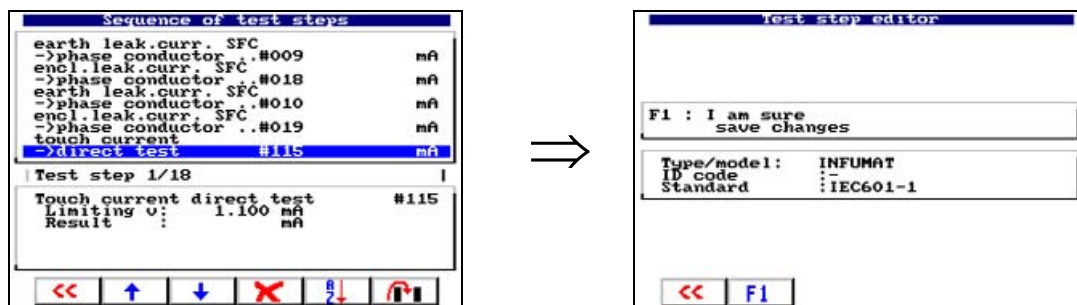 Sequence of test steps
earth leak.curr. SFC
->phase conductor ..#009 mA
encl.leak.curr. SFC
->phase conductor ..#018 mA
earth leak.curr. SFC
->phase conductor ..#010 mA
encl.leak.curr. SFC
->phase conductor ..#019 mA
touch current
->direct test #115 mA
Test step 1/18
Touch current direct test #115
Limiting v: 1.100 mA
Result : mA
<<
A
Z
⇒
Test step editor
F1 : I am sure
save changes
Type/model: INFUMAT
ID code :-
Standard :IEC601-1
<< F1